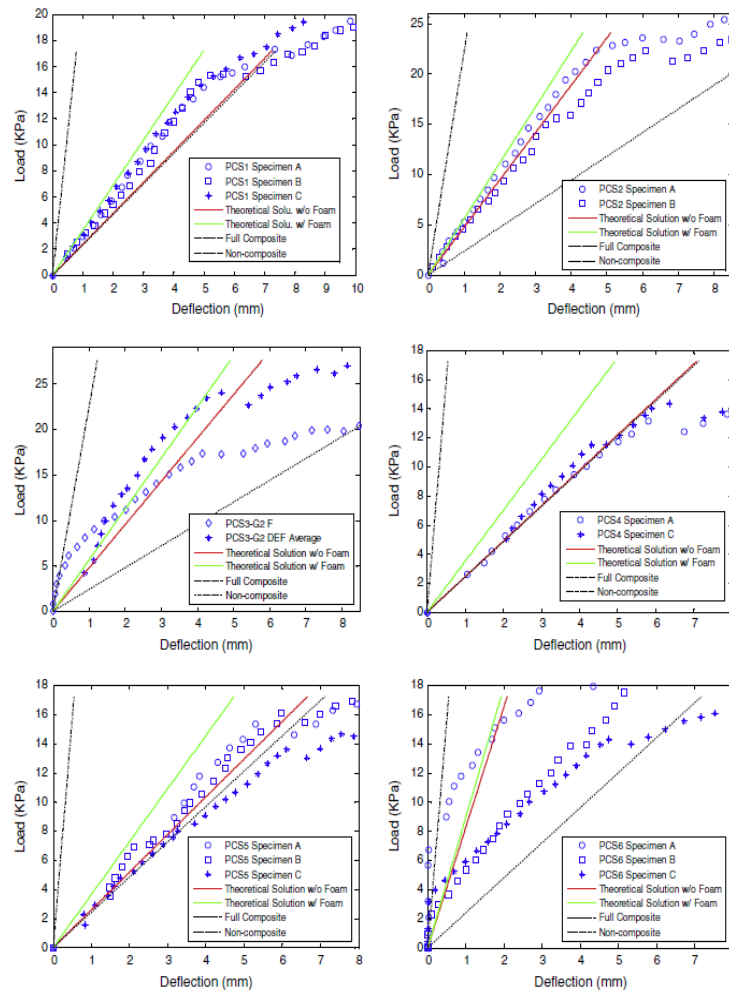 20
18
16
14
12
10
8
6
4
2
0
Load (KPa)
PCS1 Specimen A
PCS1 Specimen B
PCS1 Specimen C
Theoretical Solu. w/o Foam
Theoretical Solu. w/ Foam
Full Composite
Non-composite
0 1 2 3 4 5 6 7 8 9 10
Deflection (mm)
25
20
15
10
5
0
Load (KPa)
PCS2 Specimen A
PCS2 Specimen B
Theoretical Solution w/o Foam
Theoretical Solution w/ Foam
Full Composite
Non-composite
0 1 2 3 4 5 6 7 8
Deflection (mm)
25
20
15
10
5
0
Load (KPa)
PCS3-G2 F
PCS3-G2 DEF Average
Theoretical Solution w/o Foam
Theoretical Solution w/ Foam
Full Composite
Non-composite
0 1 2 3 4 5 6 7 8
Deflection (mm)
18
16
14
12
10
8
6
4
2
0
Load (KPa)
PCS4 Specimen A
PCS4 Specimen C
Theoretical Solution w/o Foam
Theoretical Solution w/ Foam
Full Composite
Non-composite
0 1 2 3 4 5 6 7
Deflection (mm)
18
16
14
12
10
8
6
4
2
0
Load (KPa)
PCS5 Specimen A
PCS5 Specimen B
PCS5 Specimen C
Theoretical Solution w/o Foam
Theoretical Solution w/ Foam
Full Composite
Non-composite
0 1 2 3 4 5 6 7 8
Deflection (mm)
18
16
14
12
10
8
6
4
2
0
Load (KPa)
PCS6 Specimen A
PCS6 Specimen B
PCS6 Specimen C
Theoretical Solution w/o Foam
Theoretical Solution w/ Foam
Full Composite
Non-composite
0 1 2 3 4 5 6 7
Deflection (mm)